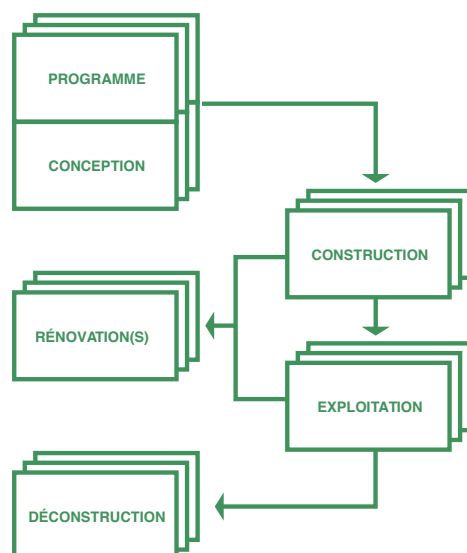 PROGRAMME
CONCEPTION
CONSTRUCTION
RÉNOVATION(S)
EXPLOITATION
DÉCONSTRUCTION